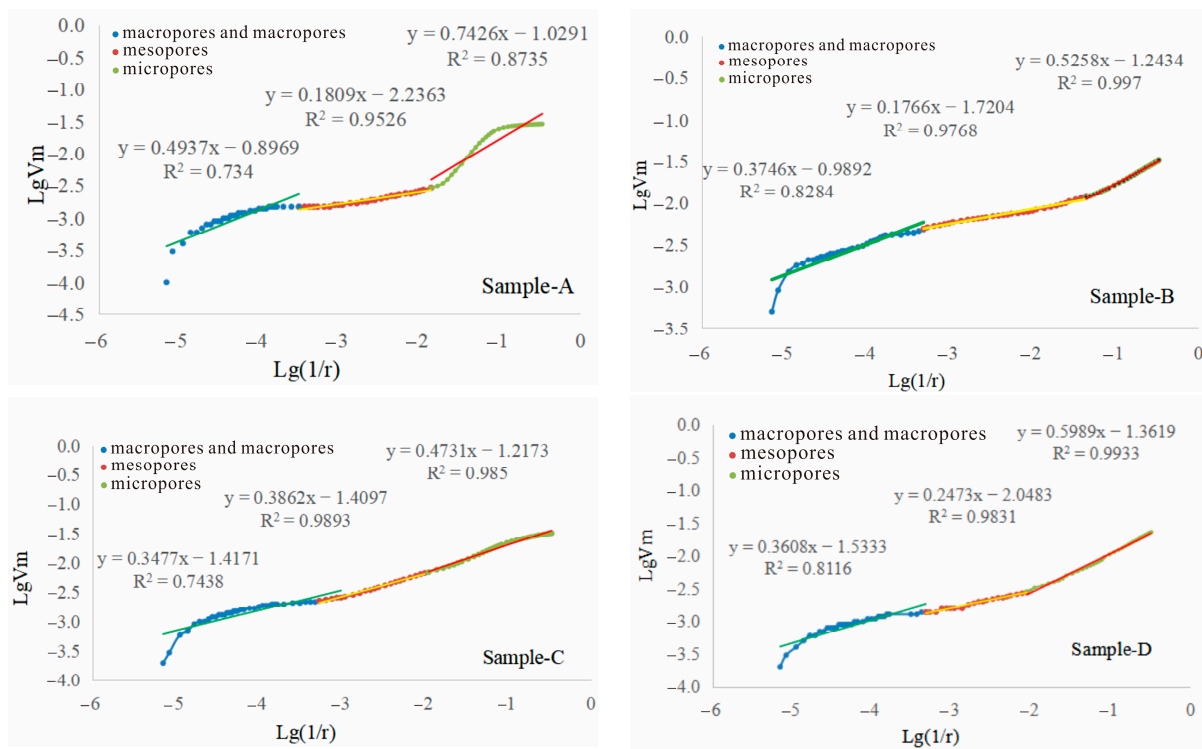 0.0
−0.5
−1.0
−1.5
−2.0
−2.5
−3.0
−3.5
−4.0
−4.5
LgVm
macropores and macropores
mesopores
micropores
y = 0.7426x − 1.0291
R² = 0.8735
y = 0.1809x − 2.2363
R² = 0.9526
y = 0.4937x − 0.8969
R² = 0.734
Sample-A
−6 −5 −4 −3 −2 −1 0
Lg(1/r)
0.0
−0.5
−1.0
−1.5
−2.0
−2.5
−3.0
−3.5
LgVm
macropores and macropores
mesopores
micropores
y = 0.5258x − 1.2434
R² = 0.997
y = 0.1766x − 1.7204
R² = 0.9768
y = 0.3746x − 0.9892
R² = 0.8284
Sample-B
−6 −5 −4 −3 −2 −1 0
Lg(1/r)
0.0
−0.5
−1.0
−1.5
−2.0
−2.5
−3.0
−3.5
−4.0
LgVm
macropores and macropores
mesopores
micropores
y = 0.4731x − 1.2173
R² = 0.985
y = 0.3862x − 1.4097
R² = 0.9893
y = 0.3477x − 1.4171
R² = 0.7438
Sample-C
−6 −5 −4 −3 −2 −1 0
Lg(1/r)
0.0
−0.5
−1.0
−1.5
−2.0
−2.5
−3.0
−3.5
−4.0
LgVm
macropores and macropores
mesopores
micropores
y = 0.5989x − 1.3619
R² = 0.9933
y = 0.2473x − 2.0483
R² = 0.9831
y = 0.3608x − 1.5333
R² = 0.8116
Sample-D
−6 −5 −4 −3 −2 −1 0
Lg(1/r)